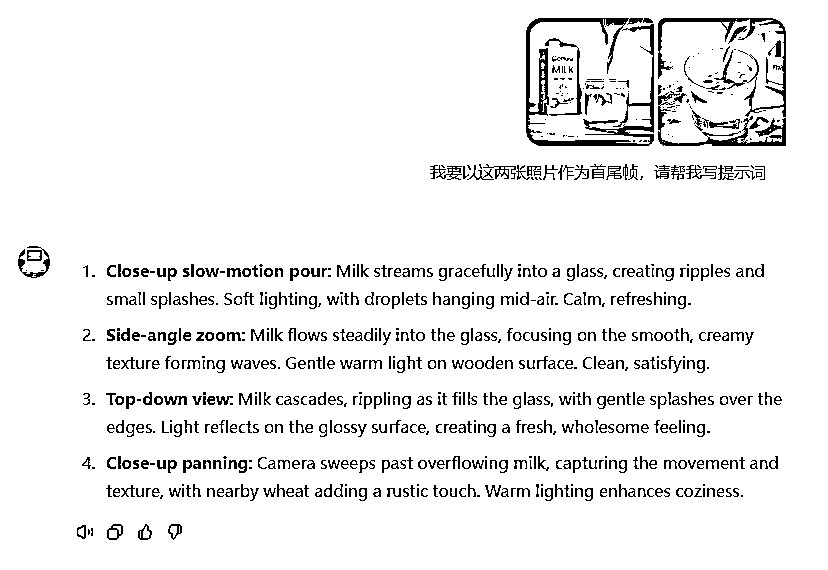 MILK
我要以这两张照片作为首尾帧，请帮我写提示词
1. Close-up slow-motion pour: Milk streams gracefully into a glass, creating ripples and
small splashes. Soft lighting, with droplets hanging mid-air. Calm, refreshing.
2. Side-angle zoom: Milk flows steadily into the glass, focusing on the smooth, creamy
texture forming waves. Gentle warm light on wooden surface. Clean, satisfying.
3. Top-down view: Milk cascades, rippling as it fills the glass, with gentle splashes over the
edges. Light reflects on the glossy surface, creating a fresh, wholesome feeling.
4. Close-up panning: Camera sweeps past overflowing milk, capturing the movement and
texture, with nearby wheat adding a rustic touch. Warm lighting enhances coziness.